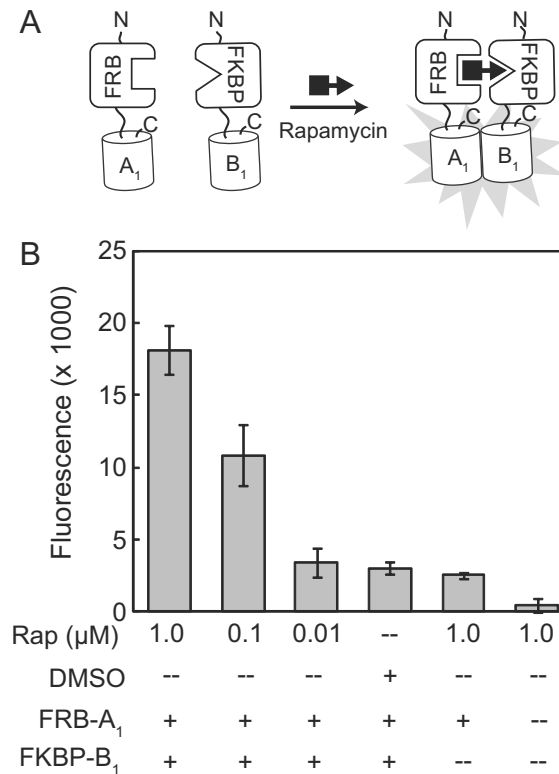 A
N N N N
FRB FKBP FRB FKBP
C C C C
Rapamycin
A1 B1 A1 B1
B
Fluorescence (x 1000)
25
20
15
10
5
0
Rap (µM) 1.0 0.1 0.01 -- 1.0 1.0
DMSO -- -- -- + -- --
FRB-A1 + + + + + --
FKBP-B1 + + + + -- --